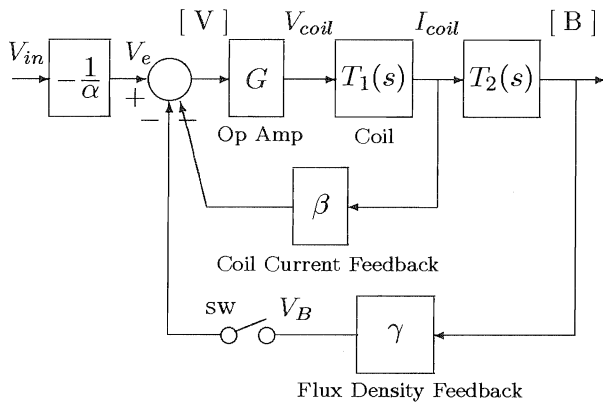 [ V ] V_coil I_coil [ B ]
V_in -1/α V_e G T_1(s) T_2(s)
+ − −
Op Amp Coil
β
Coil Current Feedback
sw V_B γ
Flux Density Feedback